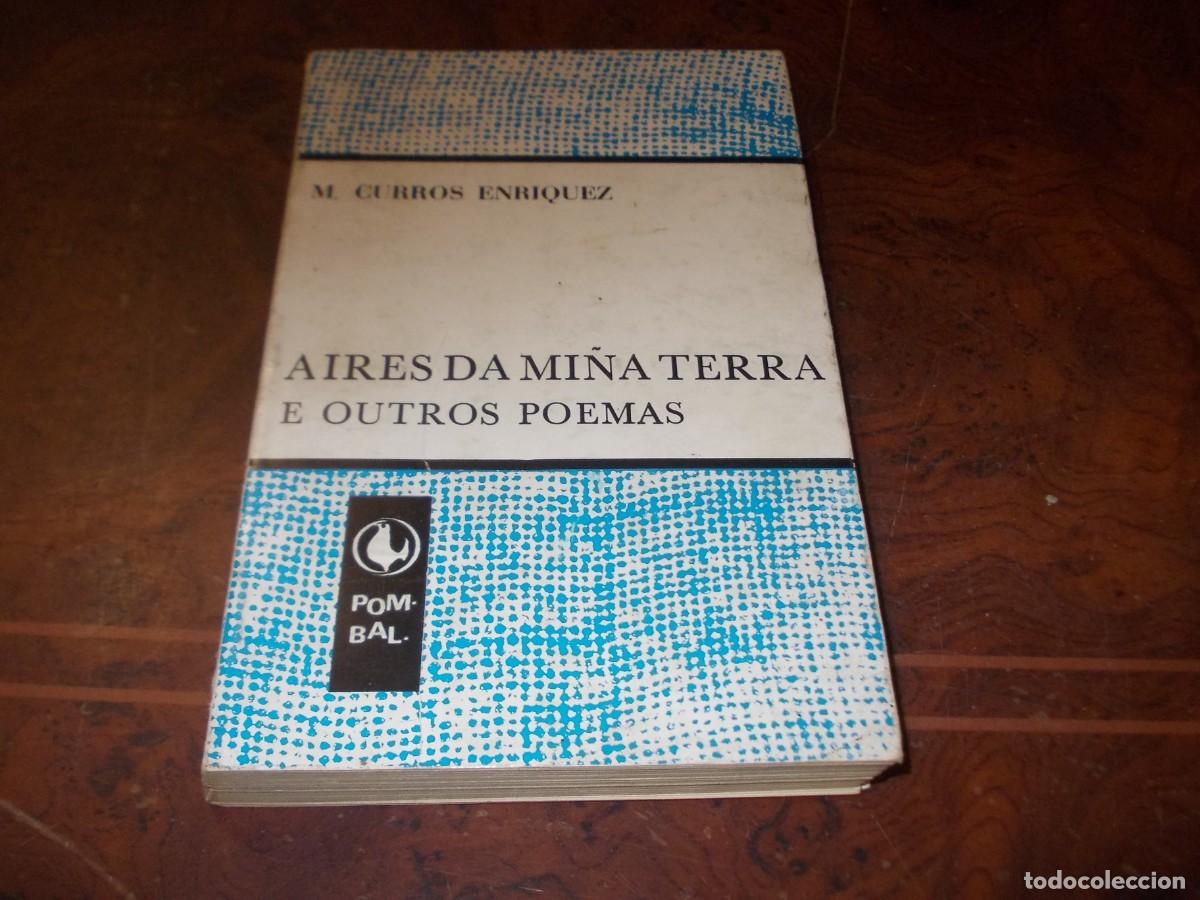 M. CURROS ENRIQUEZ
AIRES DA MIÑA TERRA
E OUTROS POEMAS
POM-
BAL.
todocoleccion